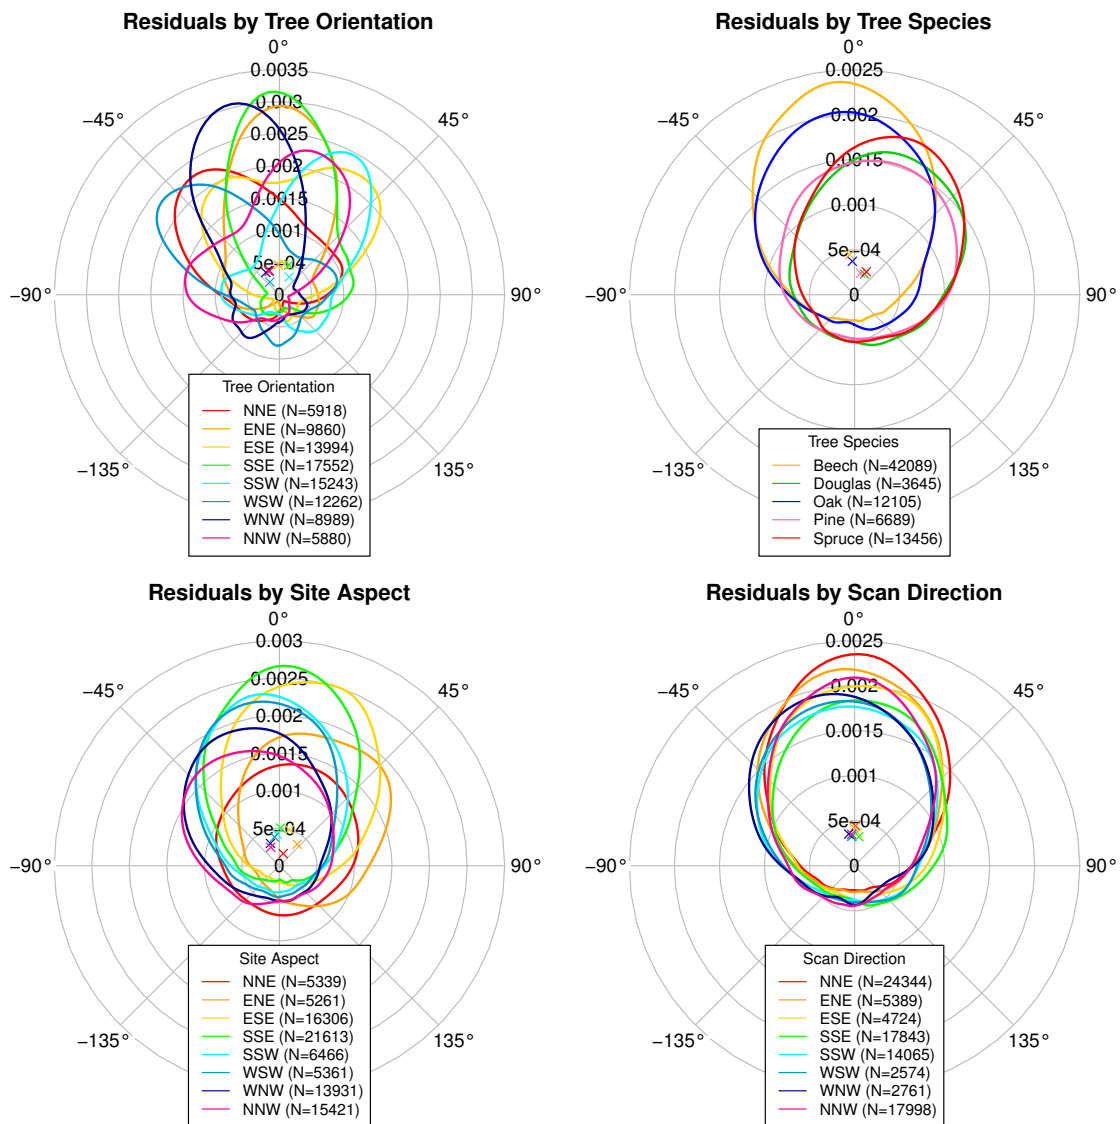 Residuals by Tree Orientation
0°
0.0035
0.003
0.0025
0.002
0.0015
0.001
5e−04
0
−45°
45°
−90°
90°
−135°
135°
Tree Orientation
NNE (N=5918)
ENE (N=9860)
ESE (N=13994)
SSE (N=17552)
SSW (N=15243)
WSW (N=12262)
WNW (N=8989)
NNW (N=5880)
Residuals by Tree Species
0°
0.0025
0.002
0.0015
0.001
5e−04
0
−45°
45°
−90°
90°
−135°
135°
Tree Species
Beech (N=42089)
Douglas (N=3645)
Oak (N=12105)
Pine (N=6689)
Spruce (N=13456)
Residuals by Site Aspect
0°
0.003
0.0025
0.002
0.0015
0.001
5e−04
0
−45°
45°
−90°
90°
−135°
135°
Site Aspect
NNE (N=5339)
ENE (N=5261)
ESE (N=16306)
SSE (N=21613)
SSW (N=6466)
WSW (N=5361)
WNW (N=13931)
NNW (N=15421)
Residuals by Scan Direction
0°
0.0025
0.002
0.0015
0.001
5e−04
0
−45°
45°
−90°
90°
−135°
135°
Scan Direction
NNE (N=24344)
ENE (N=5389)
ESE (N=4724)
SSE (N=17843)
SSW (N=14065)
WSW (N=2574)
WNW (N=2761)
NNW (N=17998)